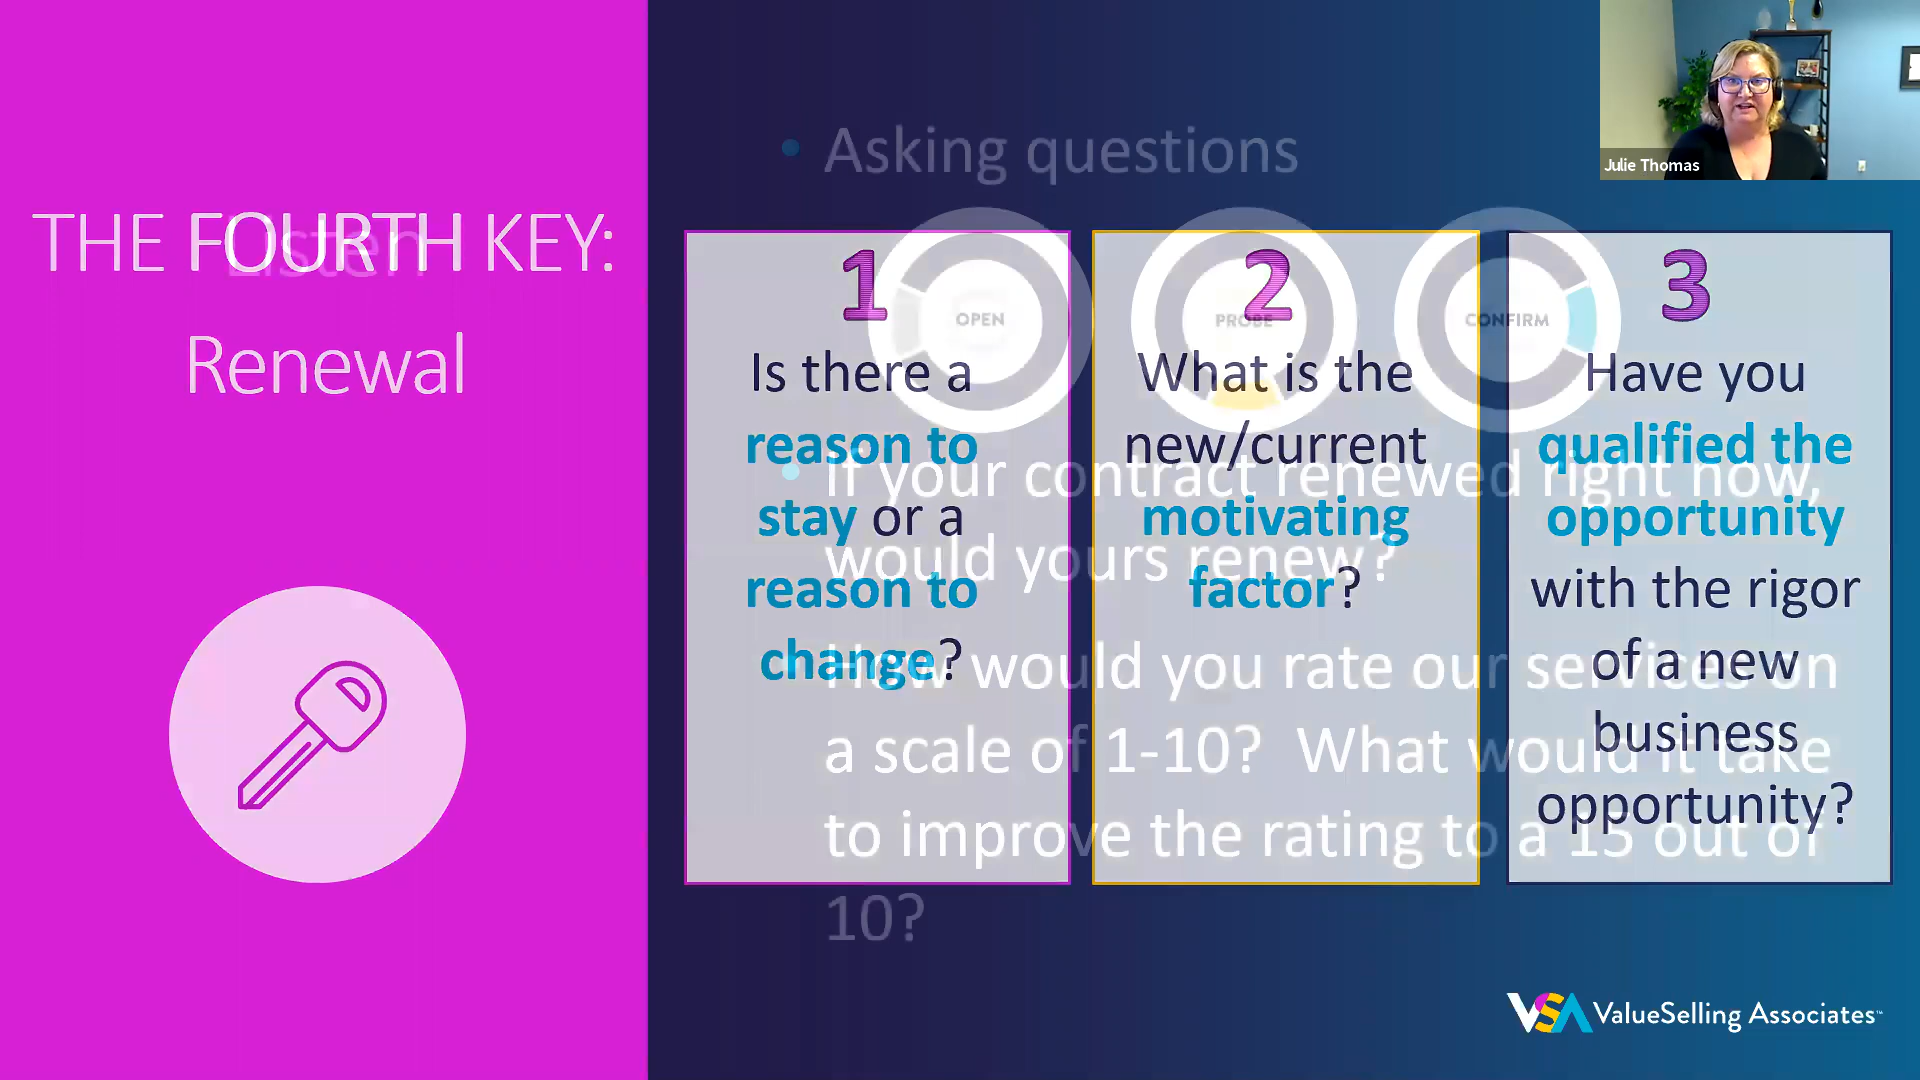 THE FOURTH KEY:
Listen
Renewal
• Asking questions
OPEN
PROBE
CONFIRM
• If your contract renewed right now,
would yours renew?
• How would you rate our services on
a scale of 1-10? What would it take
to improve the rating to a 15 out of
10?
1
Is there a
reason to
stay or a
reason to
change?
2
What is the
new/current
motivating
factor?
3
Have you
qualified the
opportunity
with the rigor
of a new
business
opportunity?
Julie Thomas
VSA ValueSelling Associates™